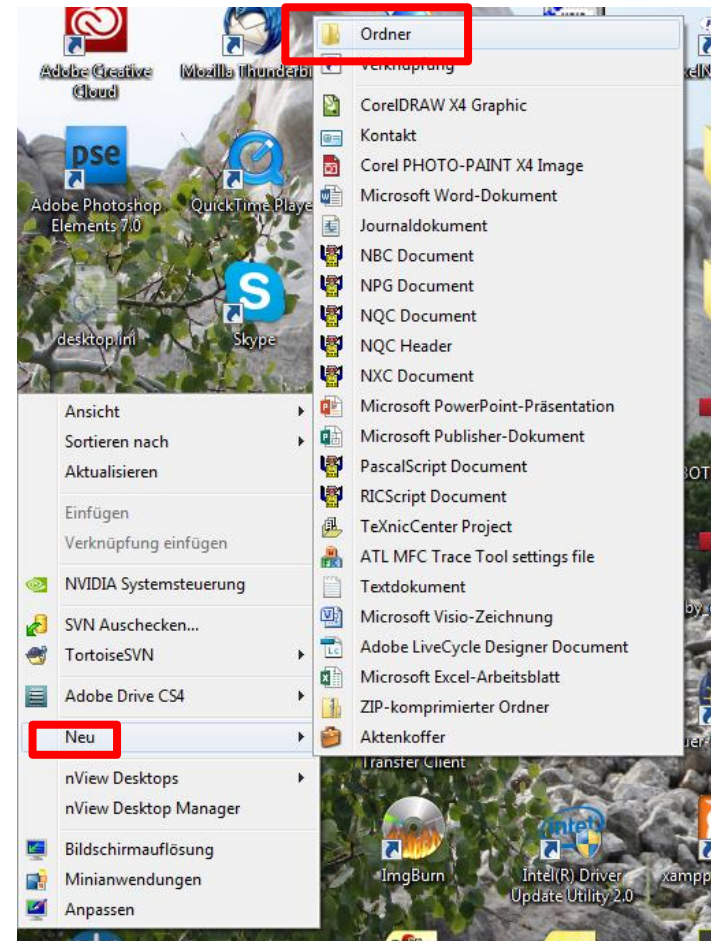 Adobe Creative
Cloud
Mozilla Thunderbi
pse
Adobe Photoshop
Elements 7.0
QuickTime Playe
desktop.ini
Skype
Ordner
Verknüpfung
CorelDRAW X4 Graphic
Kontakt
Corel PHOTO-PAINT X4 Image
Microsoft Word-Dokument
Journaldokument
NBC Document
NPG Document
NQC Document
NQC Header
NXC Document
Microsoft PowerPoint-Präsentation
Microsoft Publisher-Dokument
PascalScript Document
RICScript Document
TeXnicCenter Project
ATL MFC Trace Tool settings file
Textdokument
Microsoft Visio-Zeichnung
Adobe LiveCycle Designer Document
Microsoft Excel-Arbeitsblatt
ZIP-komprimierter Ordner
Aktenkoffer
Ansicht
Sortieren nach
Aktualisieren
Einfügen
Verknüpfung einfügen
NVIDIA Systemsteuerung
SVN Auschecken...
TortoiseSVN
Adobe Drive CS4
Neu
nView Desktops
nView Desktop Manager
Bildschirmauflösung
Minianwendungen
Anpassen
Transfer Client
ImgBurn
intel
Intel(R) Driver
Update Utility 2.0
xampp